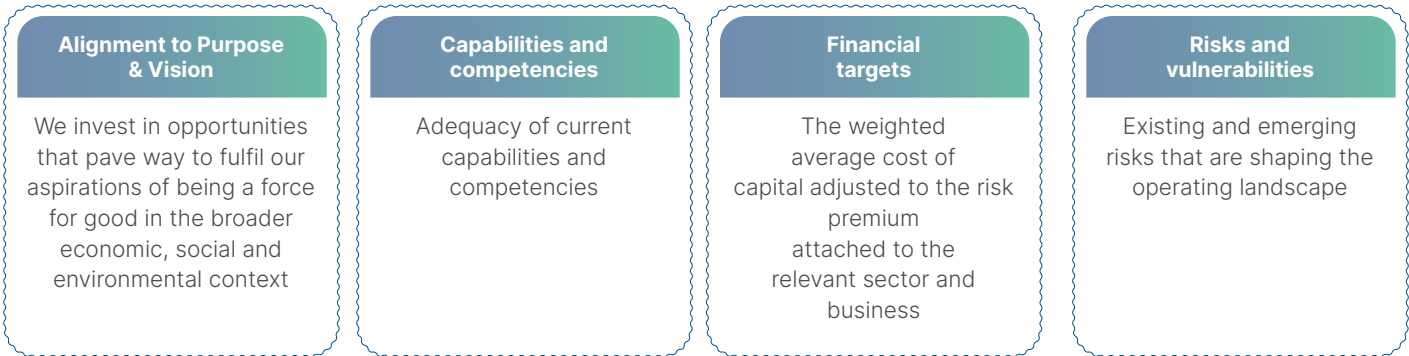 Alignment to Purpose
& Vision
We invest in opportunities
that pave way to fulfil our
aspirations of being a force
for good in the broader
economic, social and
environmental context
Capabilities and
competencies
Adequacy of current
capabilities and
competencies
Financial
targets
The weighted
average cost of
capital adjusted to the risk
premium
attached to the
relevant sector and
business
Risks and
vulnerabilities
Existing and emerging
risks that are shaping the
operating landscape